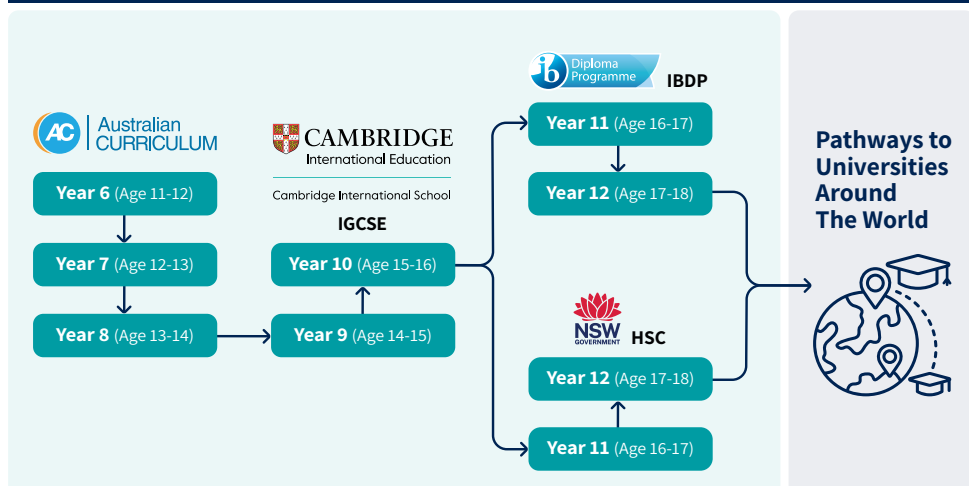 AC
Australian
CURRICULUM
Year 6 (Age 11-12)
Year 7 (Age 12-13)
Year 8 (Age 13-14)
CAMBRIDGE
International Education
Cambridge International School
IGCSE
Year 10 (Age 15-16)
Year 9 (Age 14-15)
ib
Diploma
Programme
IBDP
Year 11 (Age 16-17)
Year 12 (Age 17-18)
NSW
GOVERNMENT
HSC
Year 12 (Age 17-18)
Year 11 (Age 16-17)
Pathways to
Universities
Around
The World